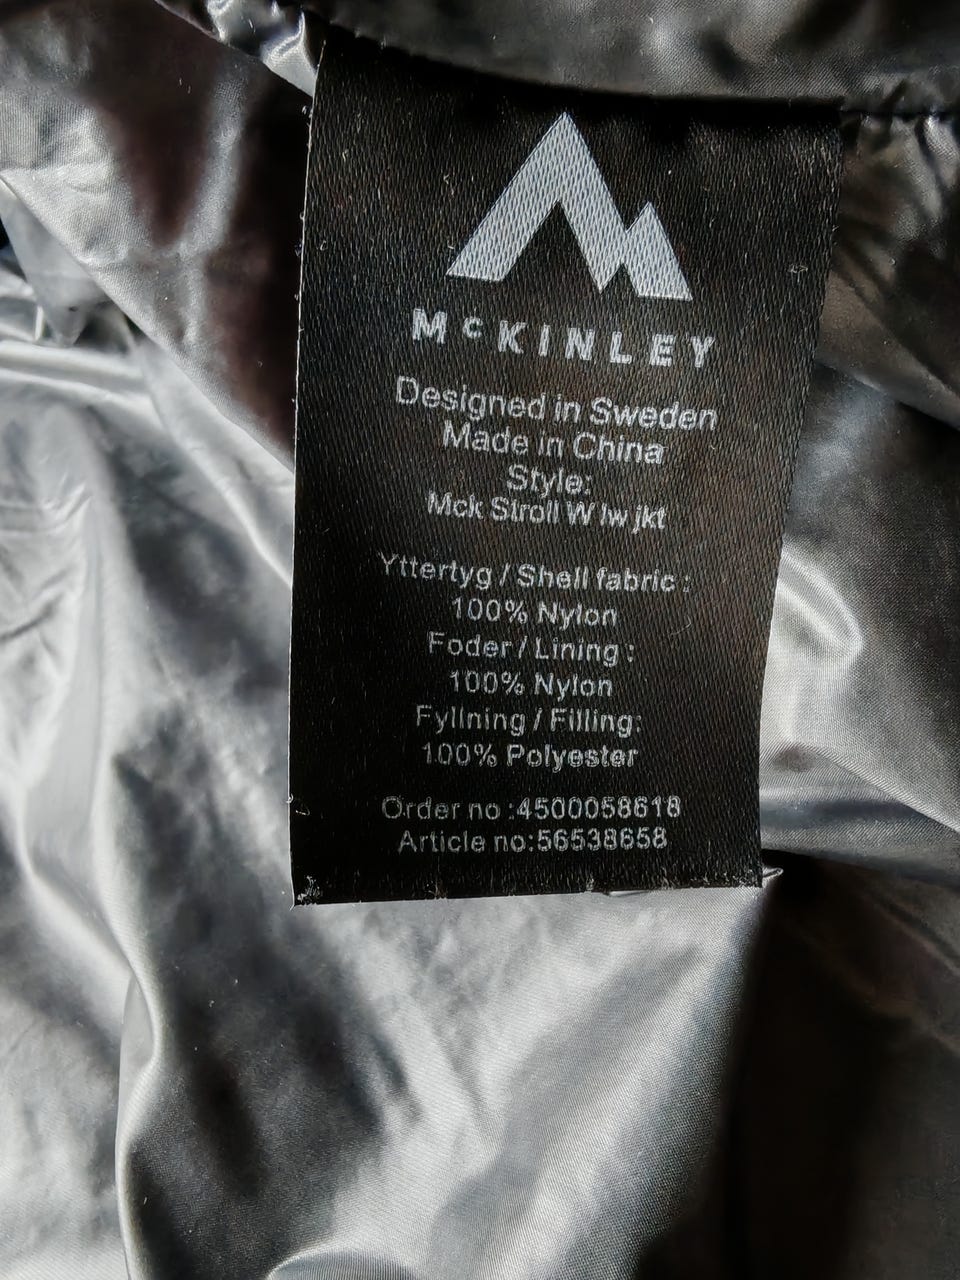 McKINLEY
Designed in Sweden
Made in China
Style:
Mck Stroll W lw jkt
Yttertyg / Shell fabric :
100% Nylon
Foder / Lining :
100% Nylon
Fyllning / Filling:
100% Polyester
Order no :4500058618
Article no:56538658